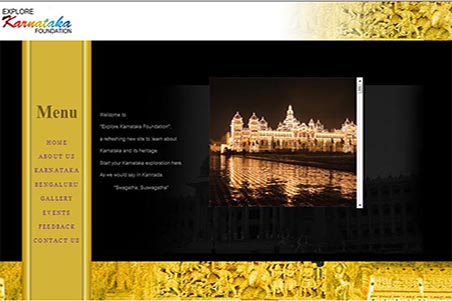 EXPLORE
Karnataka
FOUNDATION
Menu
HOME
ABOUT US
KARNATAKA
BENGALURU
GALLERY
EVENTS
FEEDBACK
CONTACT US
Welcome to
"Explore Karnataka Foundation",
a refreshing new site to learn about
Karnataka and its heritage.
Start your Karnataka exploration here.
As we would say in Kannada.
"Swagatha, Suswagatha"